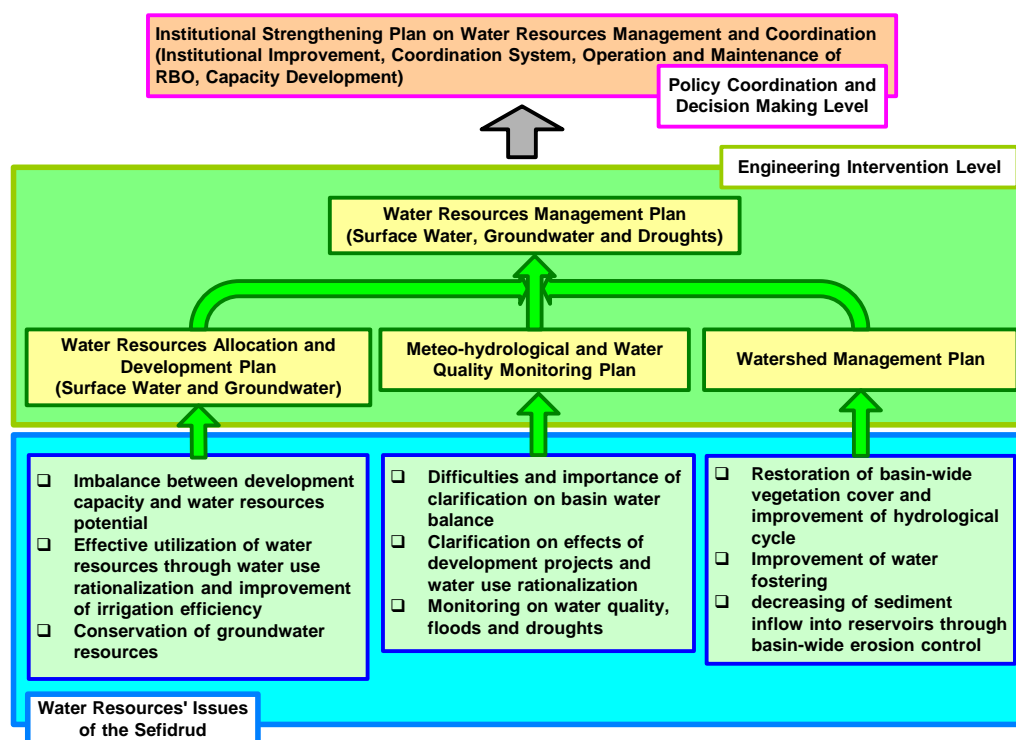 Institutional Strengthening Plan on Water Resources Management and Coordination
(Institutional Improvement, Coordination System, Operation and Maintenance of
RBO, Capacity Development)
Policy Coordination and
Decision Making Level
Engineering Intervention Level
Water Resources Management Plan
(Surface Water, Groundwater and Droughts)
Water Resources Allocation and
Development Plan
(Surface Water and Groundwater)
Meteo-hydrological and Water
Quality Monitoring Plan
Watershed Management Plan
❑ Imbalance between development
capacity and water resources
potential
❑ Effective utilization of water
resources through water use
rationalization and improvement
of irrigation efficiency
❑ Conservation of groundwater
resources
❑ Difficulties and importance of
clarification on basin water
balance
❑ Clarification on effects of
development projects and
water use rationalization
❑ Monitoring on water quality,
floods and droughts
❑ Restoration of basin-wide
vegetation cover and
improvement of hydrological
cycle
❑ Improvement of water
fostering
❑ decreasing of sediment
inflow into reservoirs through
basin-wide erosion control
Water Resources' Issues
of the Sefidrud